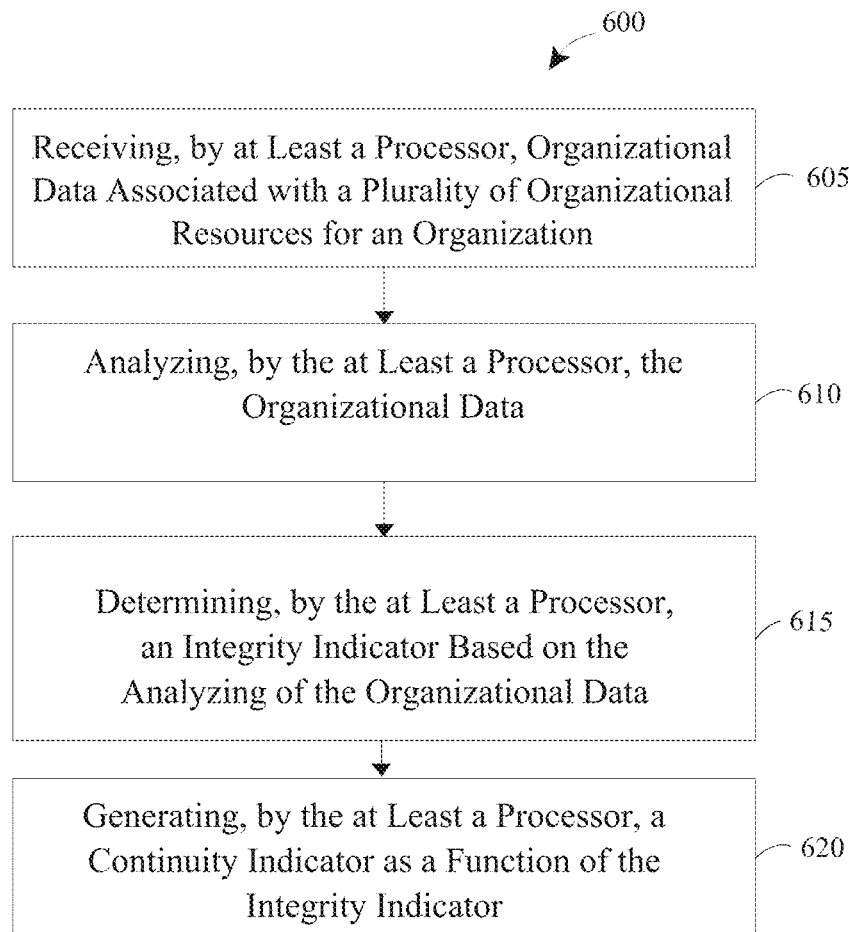 600
Receiving, by at Least a Processor, Organizational
Data Associated with a Plurality of Organizational
Resources for an Organization
605
Analyzing, by the at Least a Processor, the
Organizational Data
610
Determining, by the at Least a Processor,
an Integrity Indicator Based on the
Analyzing of the Organizational Data
615
Generating, by the at Least a Processor, a
Continuity Indicator as a Function of the
Integrity Indicator
620